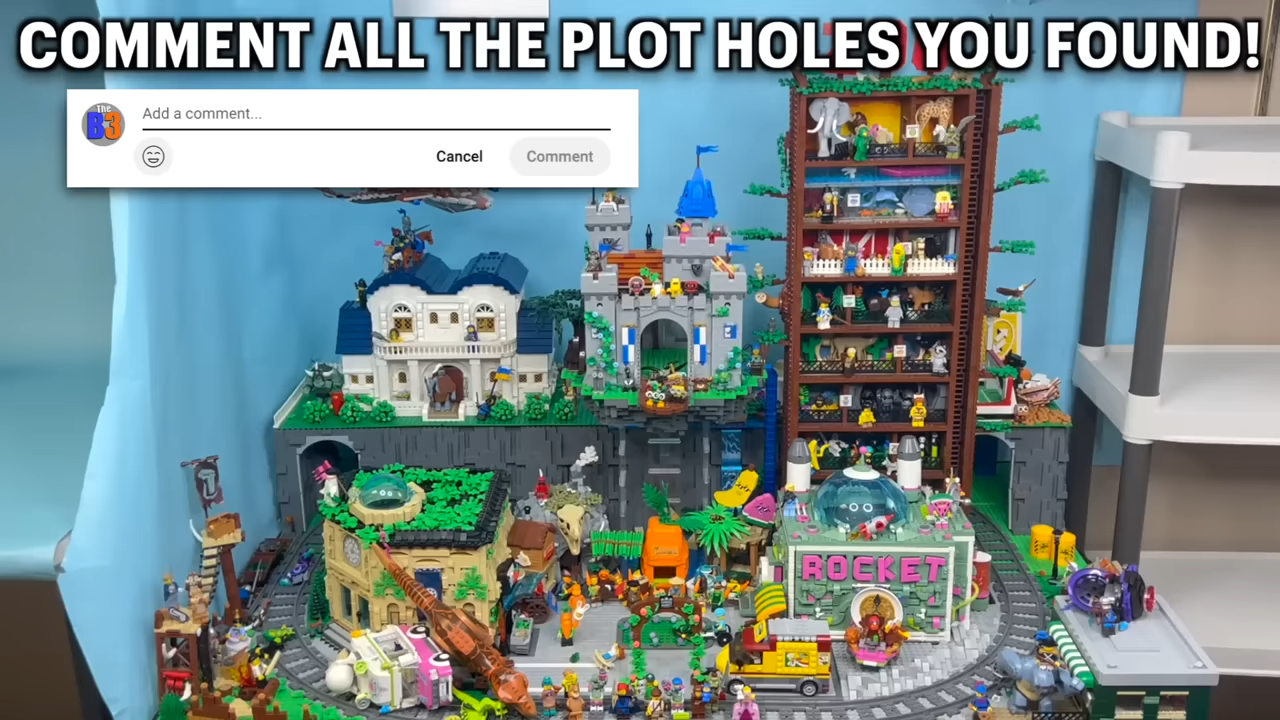 COMMENT ALL THE PLOT HOLES YOU FOUND!
The
B3
Add a comment...
Cancel
Comment
ROCKET